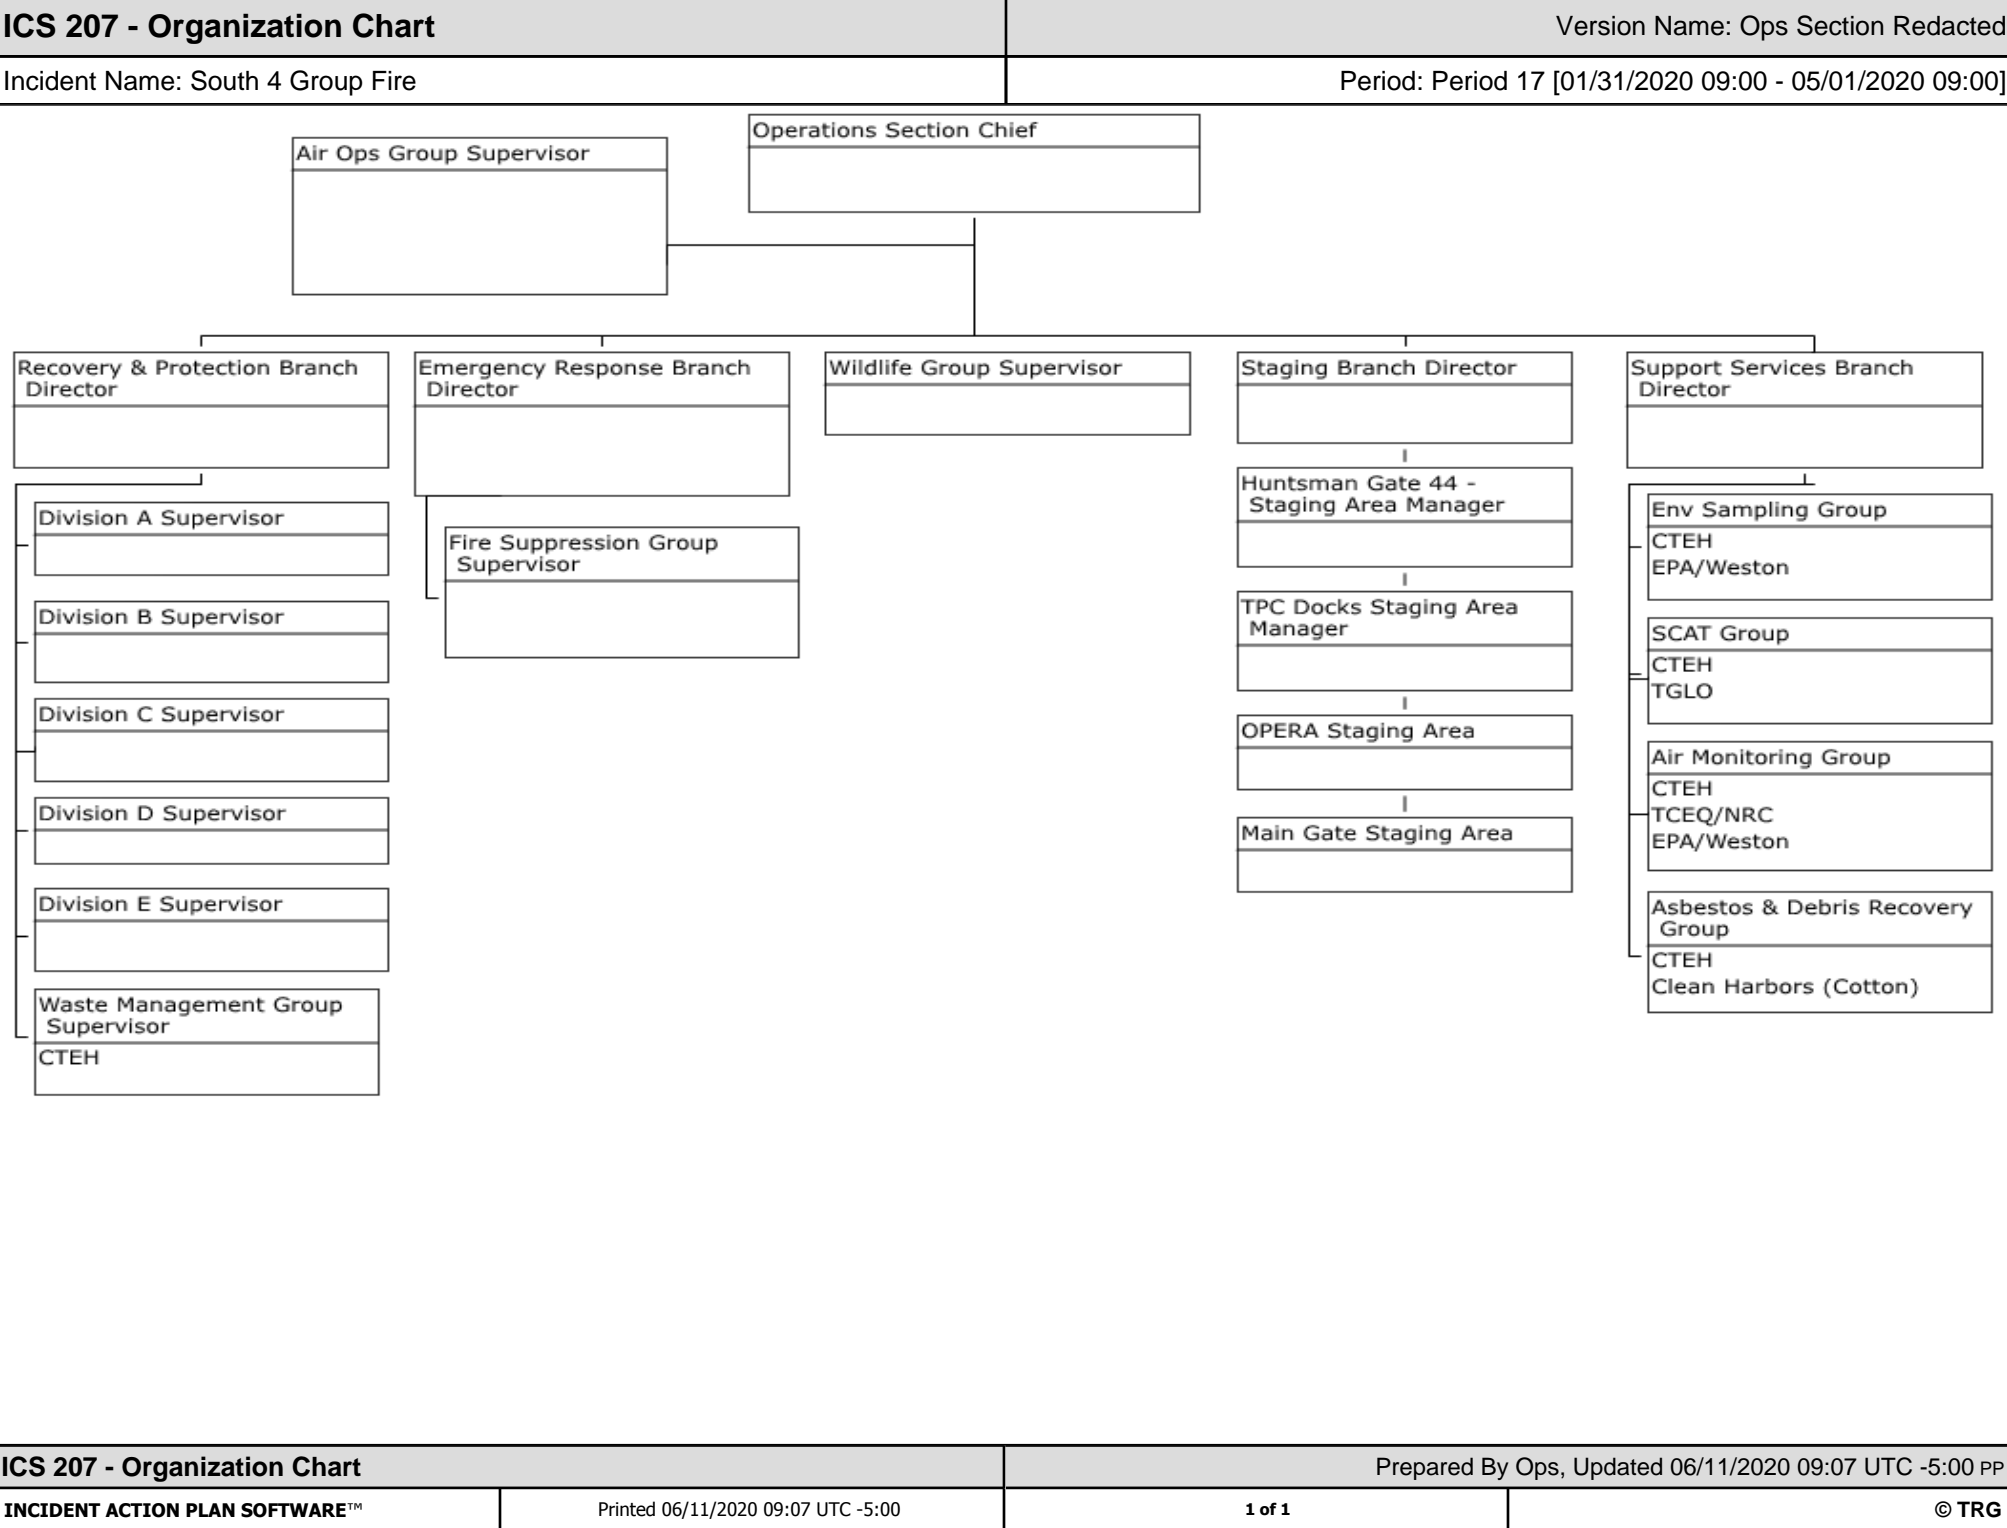 ICS 207 - Organization Chart
Version Name: Ops Section Redacted
Incident Name: South 4 Group Fire
Period: Period 17 [01/31/2020 09:00 - 05/01/2020 09:00]
Operations Section Chief
Air Ops Group Supervisor
Recovery & Protection Branch
Director
Division A Supervisor
Division B Supervisor
Division C Supervisor
Division D Supervisor
Division E Supervisor
Waste Management Group
Supervisor
CTEH
Emergency Response Branch
Director
Fire Suppression Group
Supervisor
Wildlife Group Supervisor
Staging Branch Director
Huntsman Gate 44 -
Staging Area Manager
TPC Docks Staging Area
Manager
OPERA Staging Area
Main Gate Staging Area
Support Services Branch
Director
Env Sampling Group
CTEH
EPA/Weston
SCAT Group
CTEH
TGLO
Air Monitoring Group
CTEH
TCEQ/NRC
EPA/Weston
Asbestos & Debris Recovery
Group
CTEH
Clean Harbors (Cotton)
ICS 207 - Organization Chart
Prepared By Ops, Updated 06/11/2020 09:07 UTC -5:00 PP
INCIDENT ACTION PLAN SOFTWARE™
Printed 06/11/2020 09:07 UTC -5:00
1 of 1
© TRG